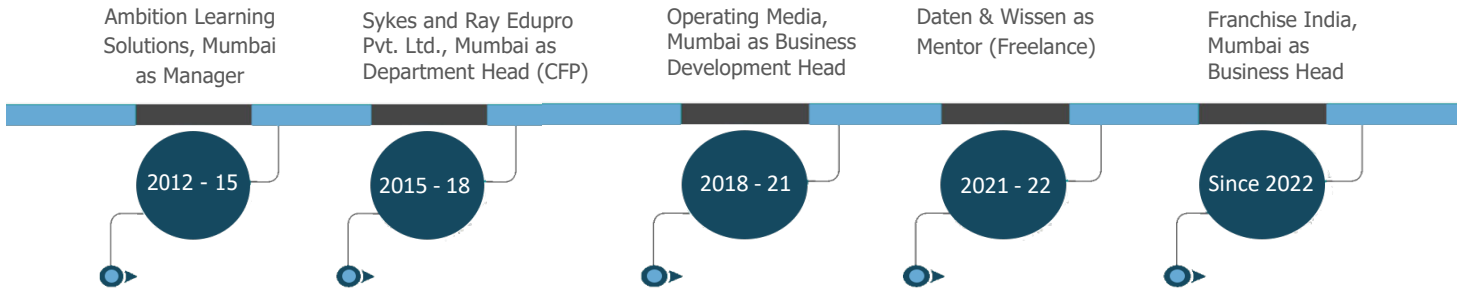 Ambition Learning
Solutions, Mumbai
as Manager
Sykes and Ray Edupro
Pvt. Ltd., Mumbai as
Department Head (CFP)
Operating Media,
Mumbai as Business
Development Head
Daten & Wissen as
Mentor (Freelance)
Franchise India,
Mumbai as
Business Head
2012 - 15
2015 - 18
2018 - 21
2021 - 22
Since 2022